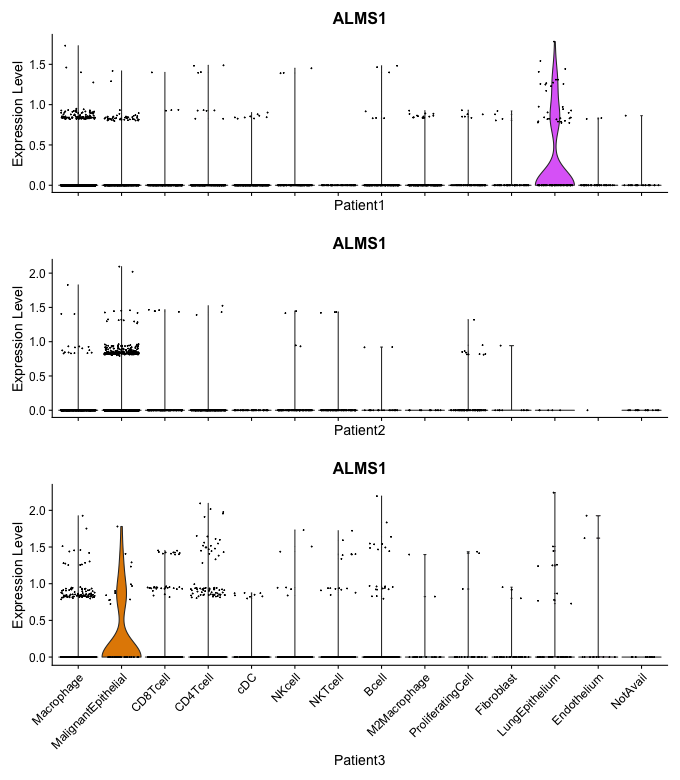 ALMS1
Expression Level
1.5
1.0
0.5
0.0
Patient1
ALMS1
Expression Level
2.0
1.5
1.0
0.5
0.0
Patient2
ALMS1
Expression Level
2.0
1.5
1.0
0.5
0.0
Macrophage
MalignantEpithelial
CD8Tcell
CD4Tcell
cDC
NKcell
NKTcell
Bcell
M2Macrophage
ProliferatingCell
Fibroblast
LungEpithelium
Endothelium
NotAvail
Patient3